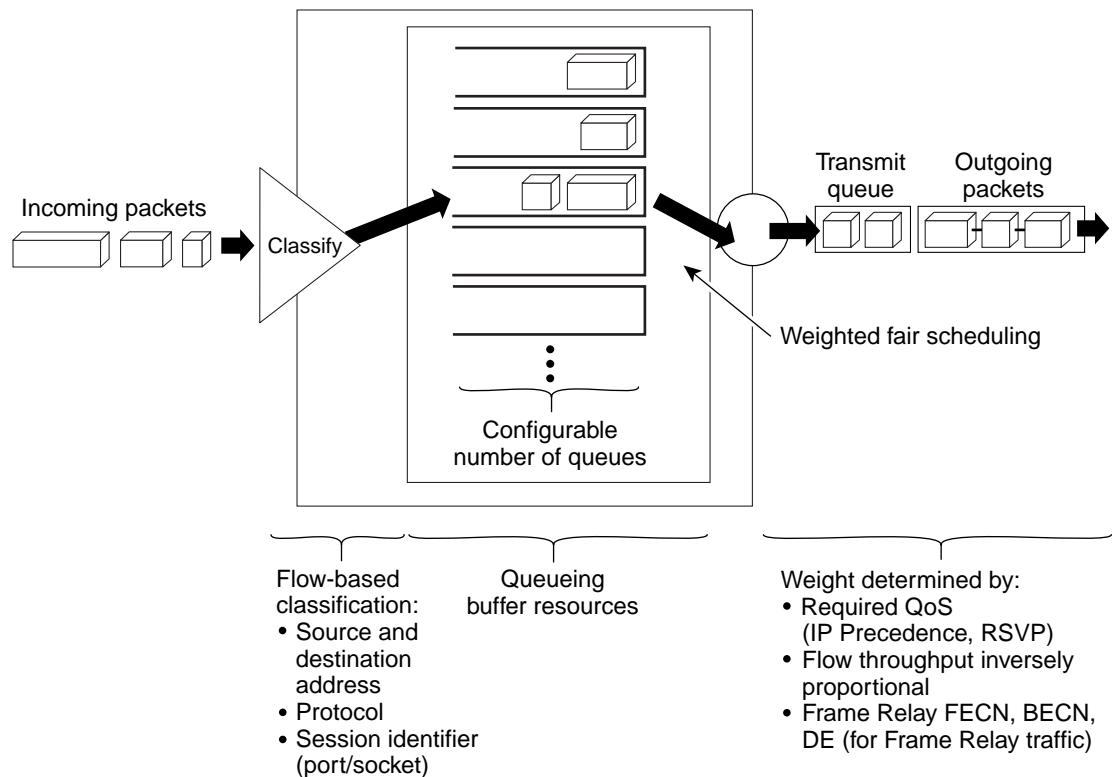 Incoming packets
Classify
Transmit
queue
Outgoing
packets
Weighted fair scheduling
Configurable
number of queues
Flow-based
classification:
• Source and
destination
address
• Protocol
• Session identifier
(port/socket)
Queueing
buffer resources
Weight determined by:
• Required QoS
(IP Precedence, RSVP)
• Flow throughput inversely
proportional
• Frame Relay FECN, BECN,
DE (for Frame Relay traffic)